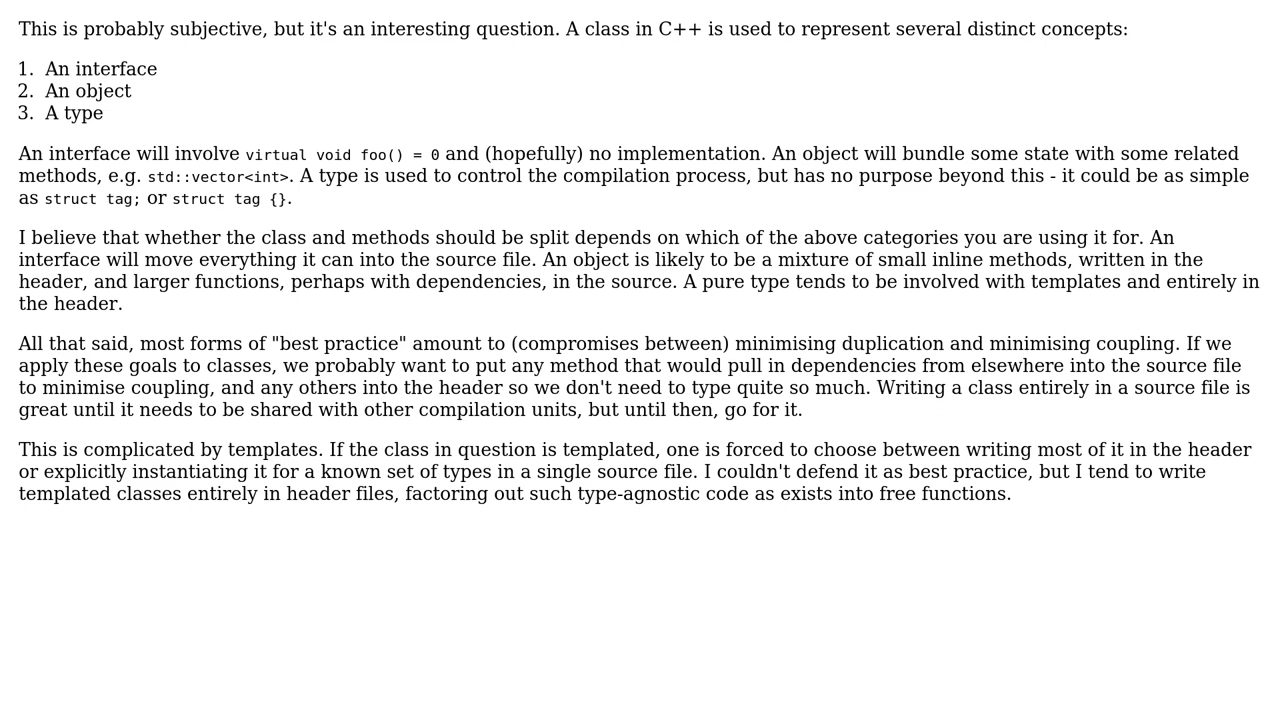 This is probably subjective, but it's an interesting question. A class in C++ is used to represent several distinct concepts:
1. An interface
2. An object
3. A type
An interface will involve virtual void foo() = 0 and (hopefully) no implementation. An object will bundle some state with some related
methods, e.g. std::vector<int>. A type is used to control the compilation process, but has no purpose beyond this - it could be as simple
as struct tag; or struct tag {}.
I believe that whether the class and methods should be split depends on which of the above categories you are using it for. An
interface will move everything it can into the source file. An object is likely to be a mixture of small inline methods, written in the
header, and larger functions, perhaps with dependencies, in the source. A pure type tends to be involved with templates and entirely in
the header.
All that said, most forms of "best practice" amount to (compromises between) minimising duplication and minimising coupling. If we
apply these goals to classes, we probably want to put any method that would pull in dependencies from elsewhere into the source file
to minimise coupling, and any others into the header so we don't need to type quite so much. Writing a class entirely in a source file is
great until it needs to be shared with other compilation units, but until then, go for it.
This is complicated by templates. If the class in question is templated, one is forced to choose between writing most of it in the header
or explicitly instantiating it for a known set of types in a single source file. I couldn't defend it as best practice, but I tend to write
templated classes entirely in header files, factoring out such type-agnostic code as exists into free functions.